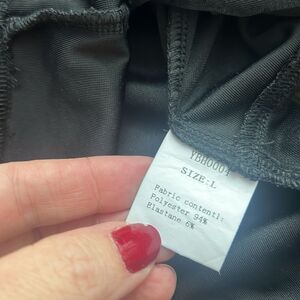 YBH0004
SIZE:L
Fabric content:
Polyester 94%
Elastane 6%